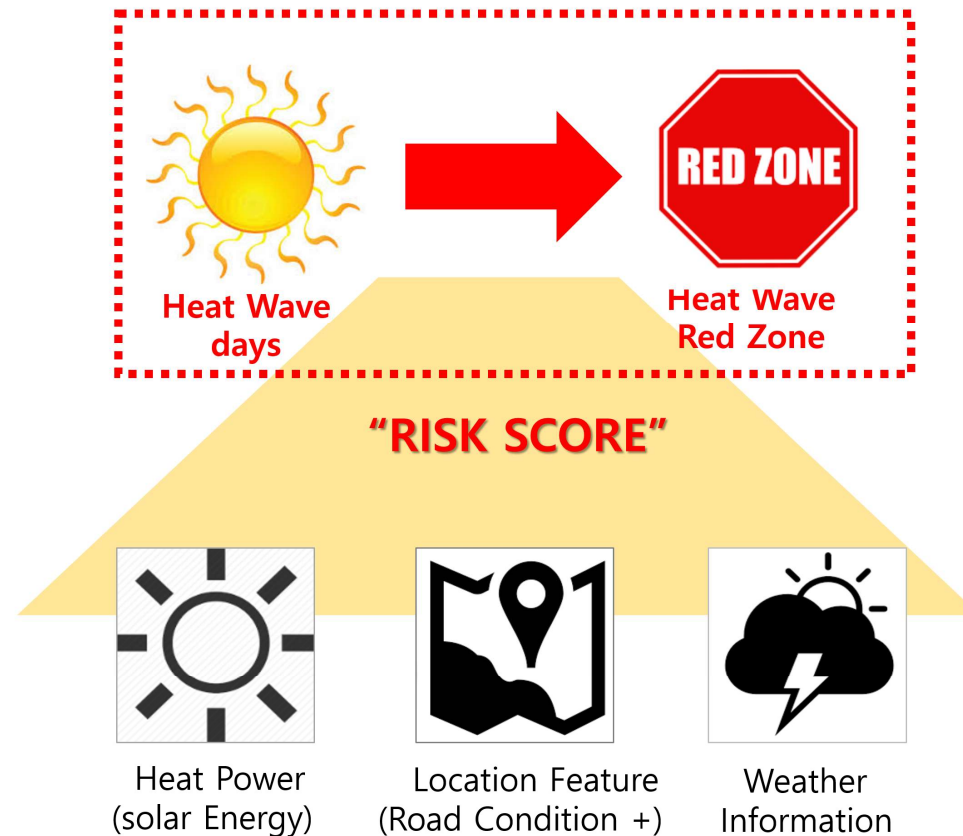 RED ZONE
Heat Wave
days
Heat Wave
Red Zone
“RISK SCORE”
Heat Power
(solar Energy)
Location Feature
(Road Condition +)
Weather
Information